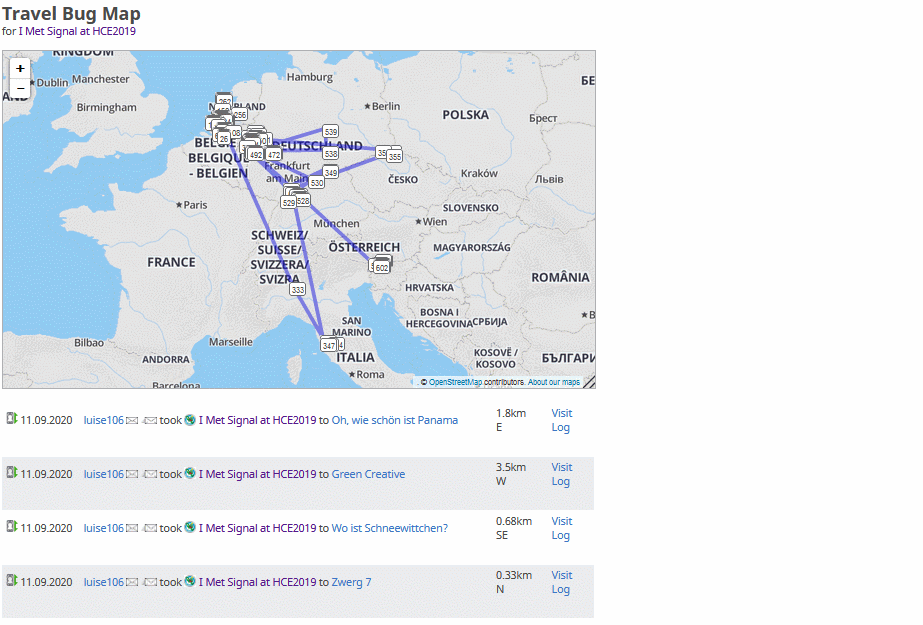 Travel Bug Map
for I Met Signal at HCE2019
KINGDOM
+
−
Hamburg
Dublin
Manchester
Berlin
Birmingham
POLSKA
Брест
539
DEUTSCHLAND
538
355
BELGIË
BELGIQUE
- BELGIEN
492
472
Frankfurt
am Main
349
530
ČESKO
Kraków
Львів
529
528
Paris
SLOVENSKO
München
Wien
SCHWEIZ/
SUISSE/
SVIZZERA/
SVIZRA
ÖSTERREICH
MAGYARORSZÁG
FRANCE
602
333
HRVATSKA
ROMÂNIA
BOSNA I
HERCEGOVINA
СРБИЈА
SAN
MARINO
Bilbao
Marseille
347
ANDORRA
ITALIA
KOSOVË /
KOSOVO
Roma
Barcelona
© OpenStreetMap contributors. About our maps
11.09.2020 luise106 took I Met Signal at HCE2019 to Oh, wie schön ist Panama 1.8km Visit
E Log
11.09.2020 luise106 took I Met Signal at HCE2019 to Green Creative 3.5km Visit
W Log
11.09.2020 luise106 took I Met Signal at HCE2019 to Wo ist Schneewittchen? 0.68km Visit
SE Log
11.09.2020 luise106 took I Met Signal at HCE2019 to Zwerg 7 0.33km Visit
N Log